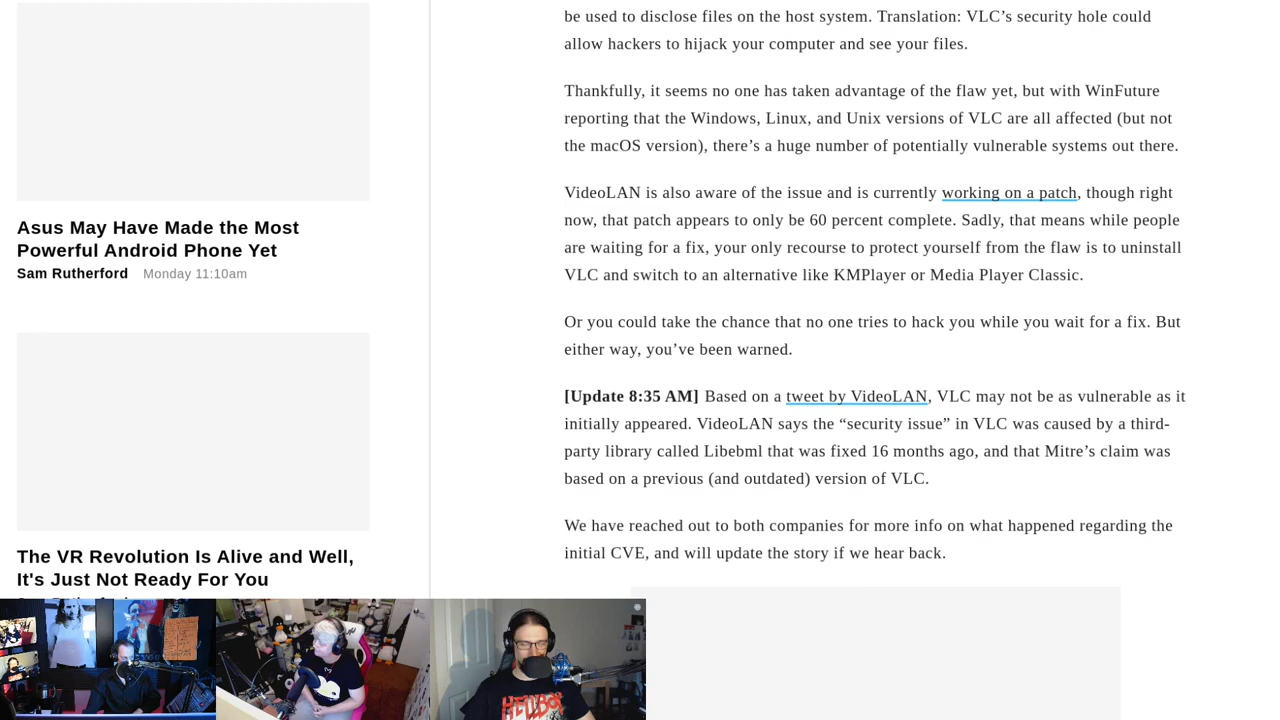 be used to disclose files on the host system. Translation: VLC’s security hole could
allow hackers to hijack your computer and see your files.
Thankfully, it seems no one has taken advantage of the flaw yet, but with WinFuture
reporting that the Windows, Linux, and Unix versions of VLC are all affected (but not
the macOS version), there’s a huge number of potentially vulnerable systems out there.
VideoLAN is also aware of the issue and is currently working on a patch, though right
now, that patch appears to only be 60 percent complete. Sadly, that means while people
are waiting for a fix, your only recourse to protect yourself from the flaw is to uninstall
VLC and switch to an alternative like KMPlayer or Media Player Classic.
Or you could take the chance that no one tries to hack you while you wait for a fix. But
either way, you’ve been warned.
[Update 8:35 AM] Based on a tweet by VideoLAN, VLC may not be as vulnerable as it
initially appeared. VideoLAN says the “security issue” in VLC was caused by a third-
party library called Libebml that was fixed 16 months ago, and that Mitre’s claim was
based on a previous (and outdated) version of VLC.
We have reached out to both companies for more info on what happened regarding the
initial CVE, and will update the story if we hear back.
Asus May Have Made the Most
Powerful Android Phone Yet
Sam Rutherford Monday 11:10am
The VR Revolution Is Alive and Well,
It's Just Not Ready For You
HELLBOY